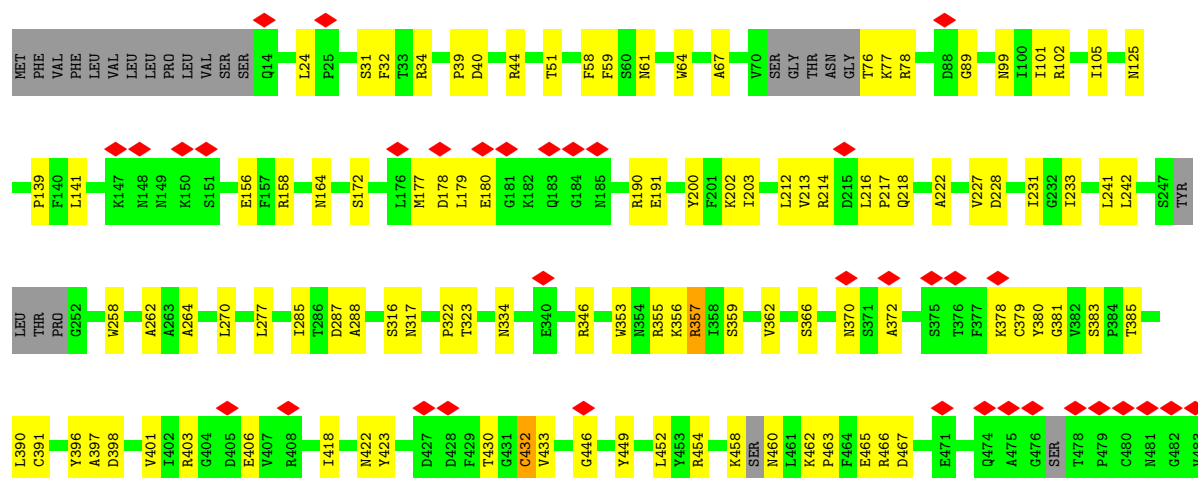 MET PHE VAL PHE LEU VAL LEU LEU PRO LEU VAL SER SER Q14 L24 P25 S31 F32 T33 R34 P39 D40 R44 T51 F58 F59 S60 N61 W64 A67 V70 SER GLY THR ASN GLY T76 K77 R78 D88 G89 N99 I100 I101 R102 I105 N125
P139 F140 L141 K147 N148 N149 K150 S151 E156 F157 R158 N164 S172 L176 M177 D178 L179 E180 G181 K182 Q183 G184 N185 R190 E191 Y200 F201 K202 I203 L212 V213 R214 D215 L216 P217 Q218 A222 V227 D228 I231 G232 I233 L241 L242 S247 TYR
LEU THR PRO G252 W258 A262 A263 A264 L270 L277 I285 T286 D287 A288 S316 N317 P322 T323 N334 E340 R346 W353 N354 R355 K356 R357 I358 S359 V362 S366 N370 S371 A372 S375 T376 F377 K378 C379 Y380 G381 V382 S383 P384 T385
L390 C391 Y396 A397 D398 V401 I402 R403 G404 D405 E406 V407 R408 I418 N422 Y423 D427 D428 F429 T430 G431 C432 V433 G446 Y449 L452 Y453 R454 K458 SER N460 L461 K462 P463 F464 E465 R466 D467 E471 Q474 A475 G476 SER T478 P479 C480 N481 G482 V483